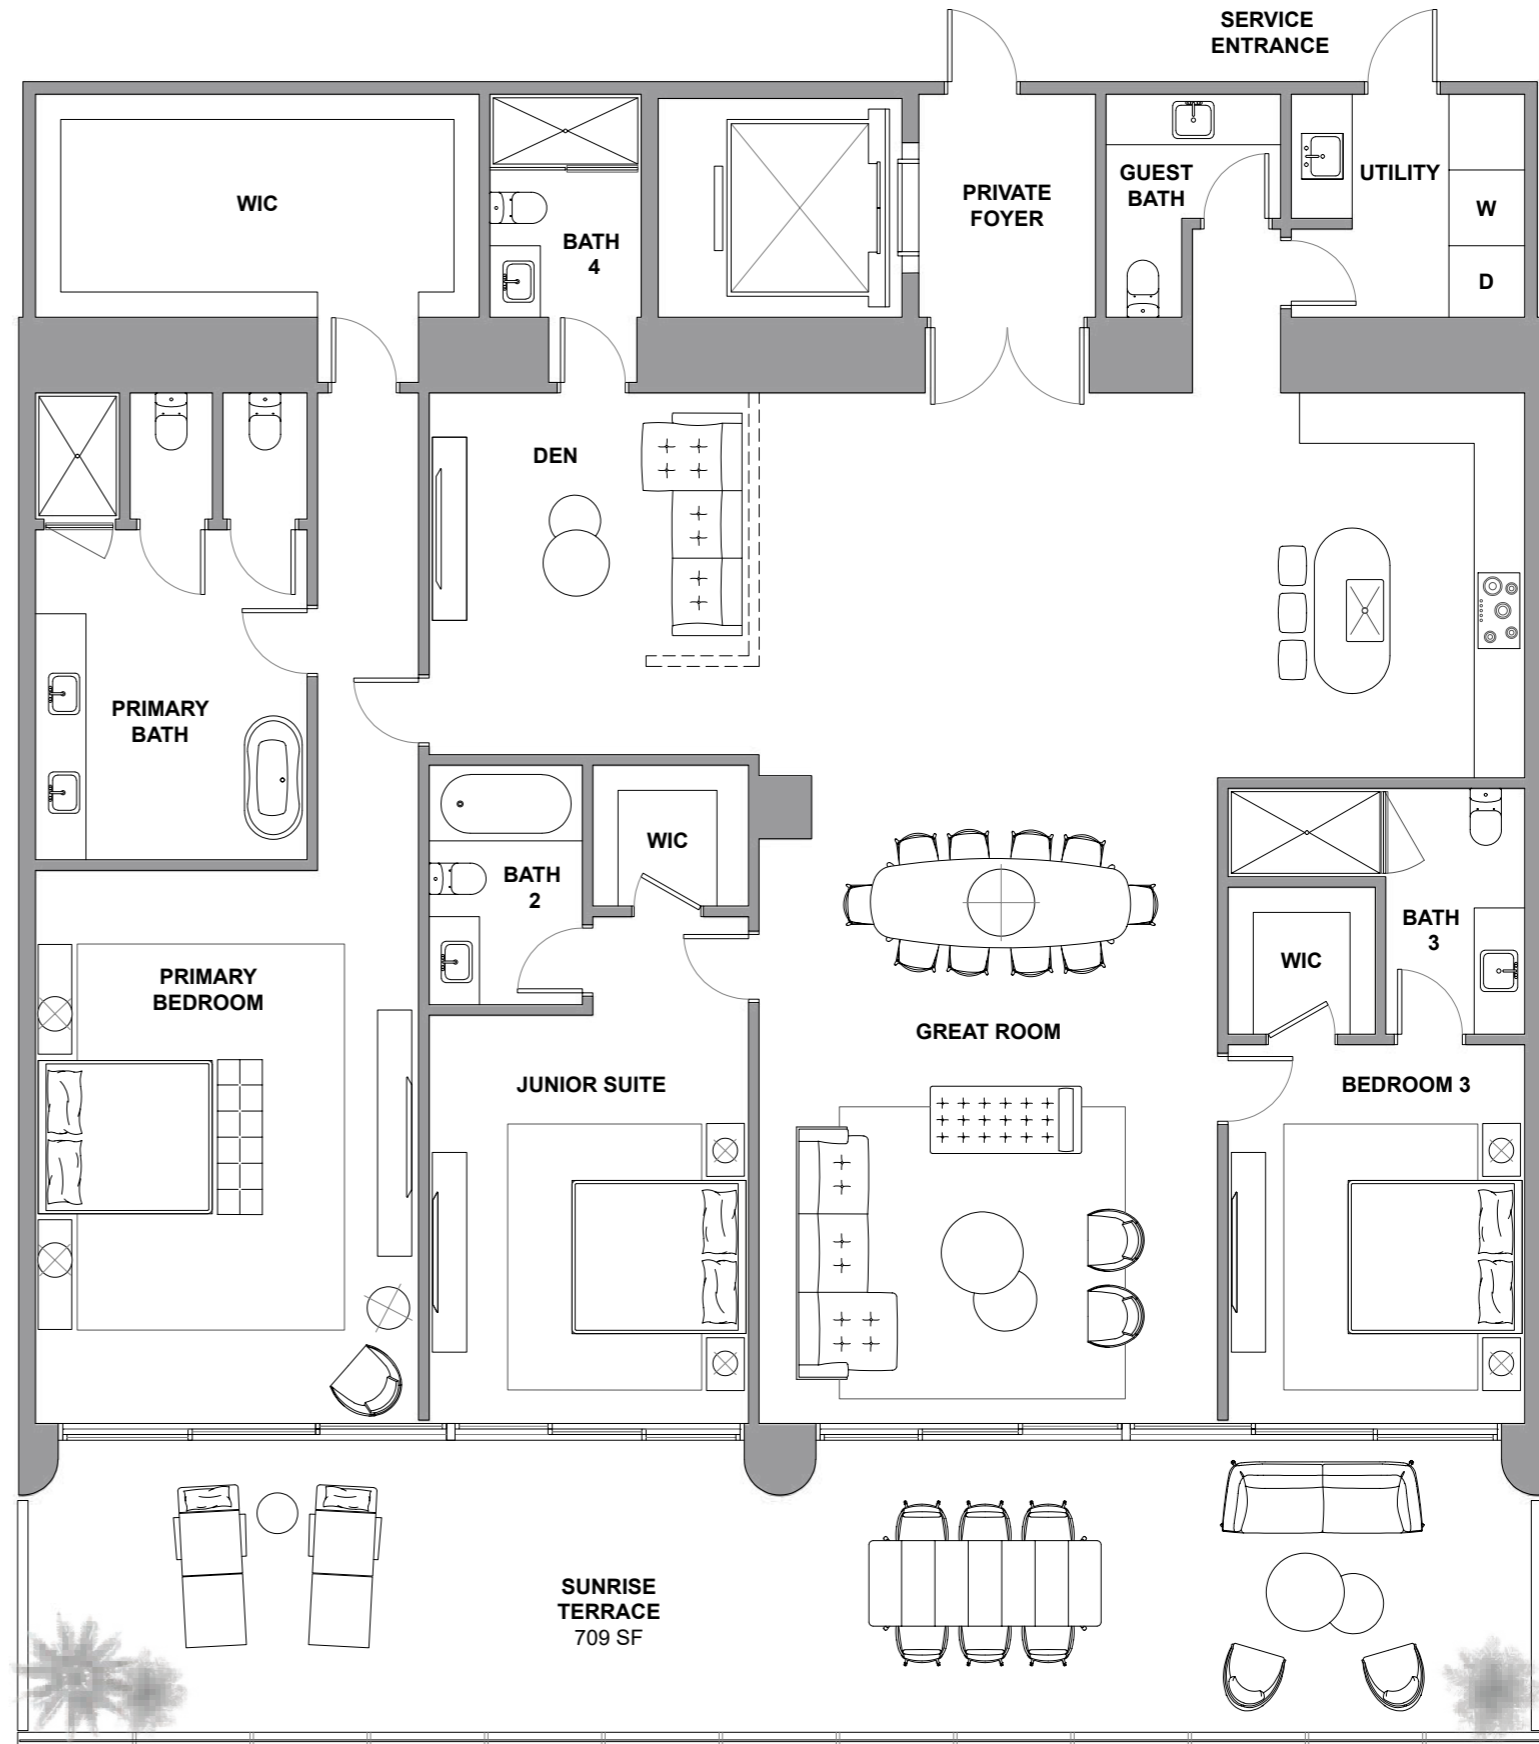 SERVICE
ENTRANCE
WIC
BATH
4
PRIVATE
FOYER
GUEST
BATH
UTILITY
W
D
DEN
PRIMARY
BATH
WIC
BATH
2
BATH
3
WIC
PRIMARY
BEDROOM
GREAT ROOM
JUNIOR SUITE
BEDROOM 3
SUNRISE
TERRACE
709 SF